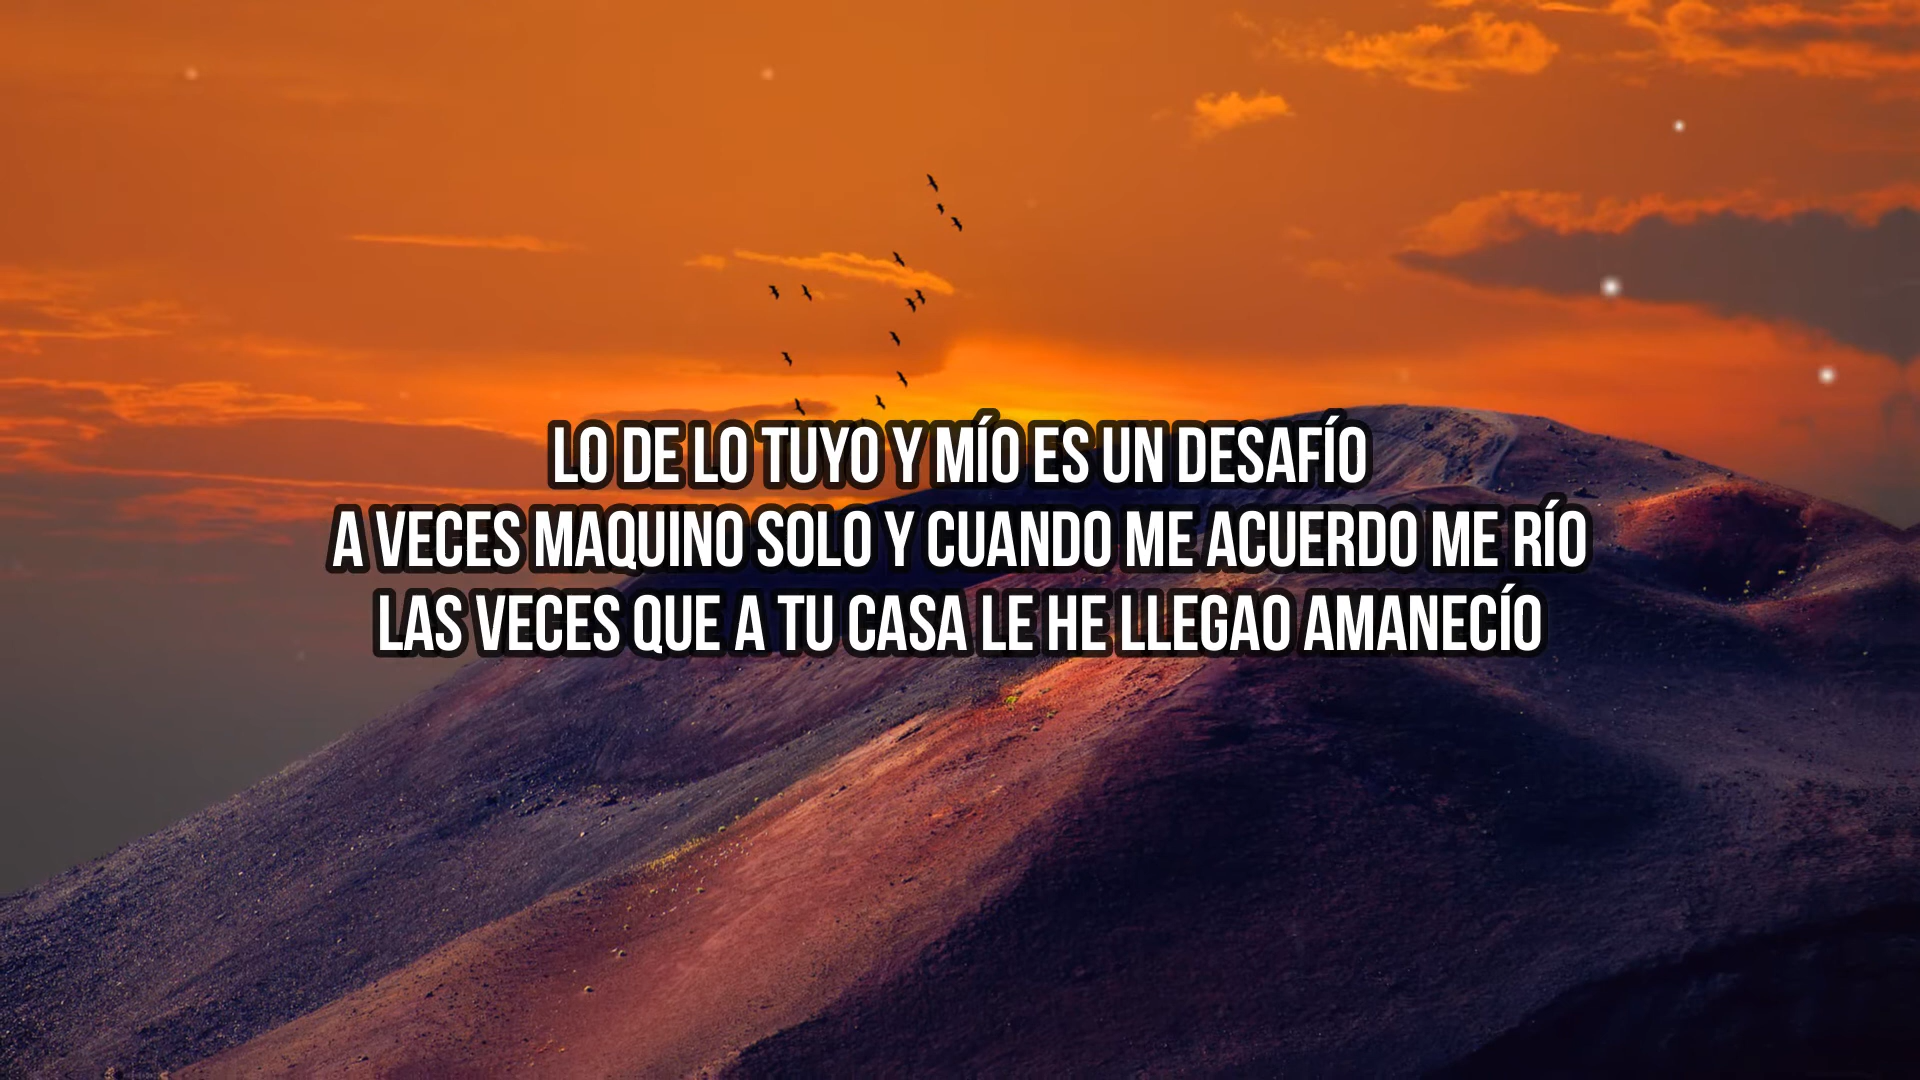 LO DE LO TUYO Y MÍO ES UN DESAFÍO
A VECES MAQUINO SOLO Y CUANDO ME ACUERDO ME RÍO
LAS VECES QUE A TU CASA LE HE LLEGAO AMANECÍO